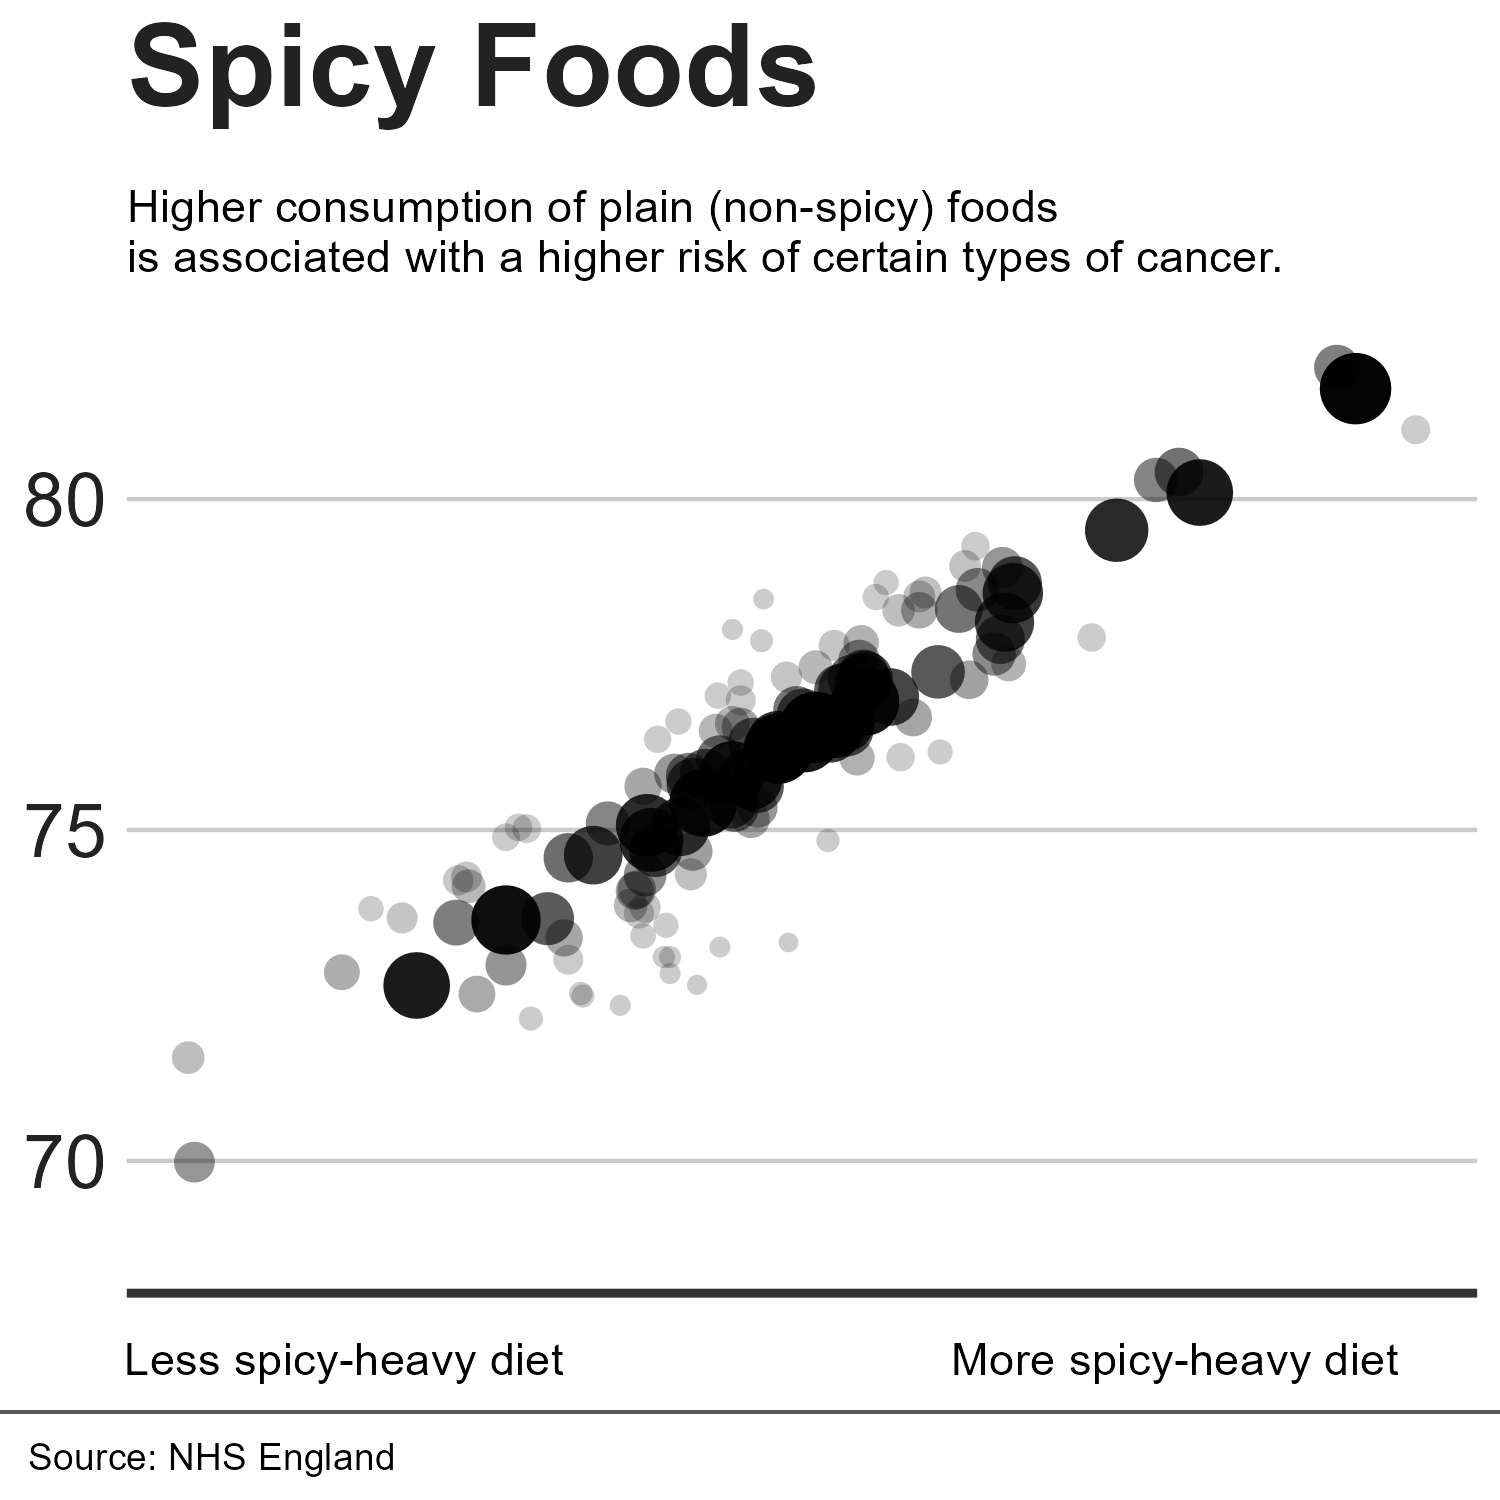 Spicy Foods
Higher consumption of plain (non-spicy) foods
is associated with a higher risk of certain types of cancer.
80
75
70
Less spicy-heavy diet More spicy-heavy diet
Source: NHS England